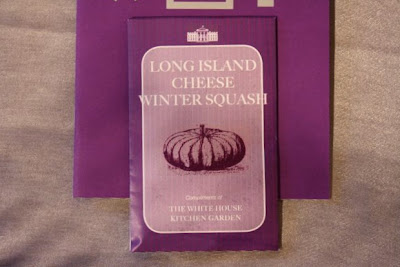 LONG ISLAND
CHEESE
WINTER SQUASH
Compliments of
THE WHITE HOUSE
KITCHEN GARDEN